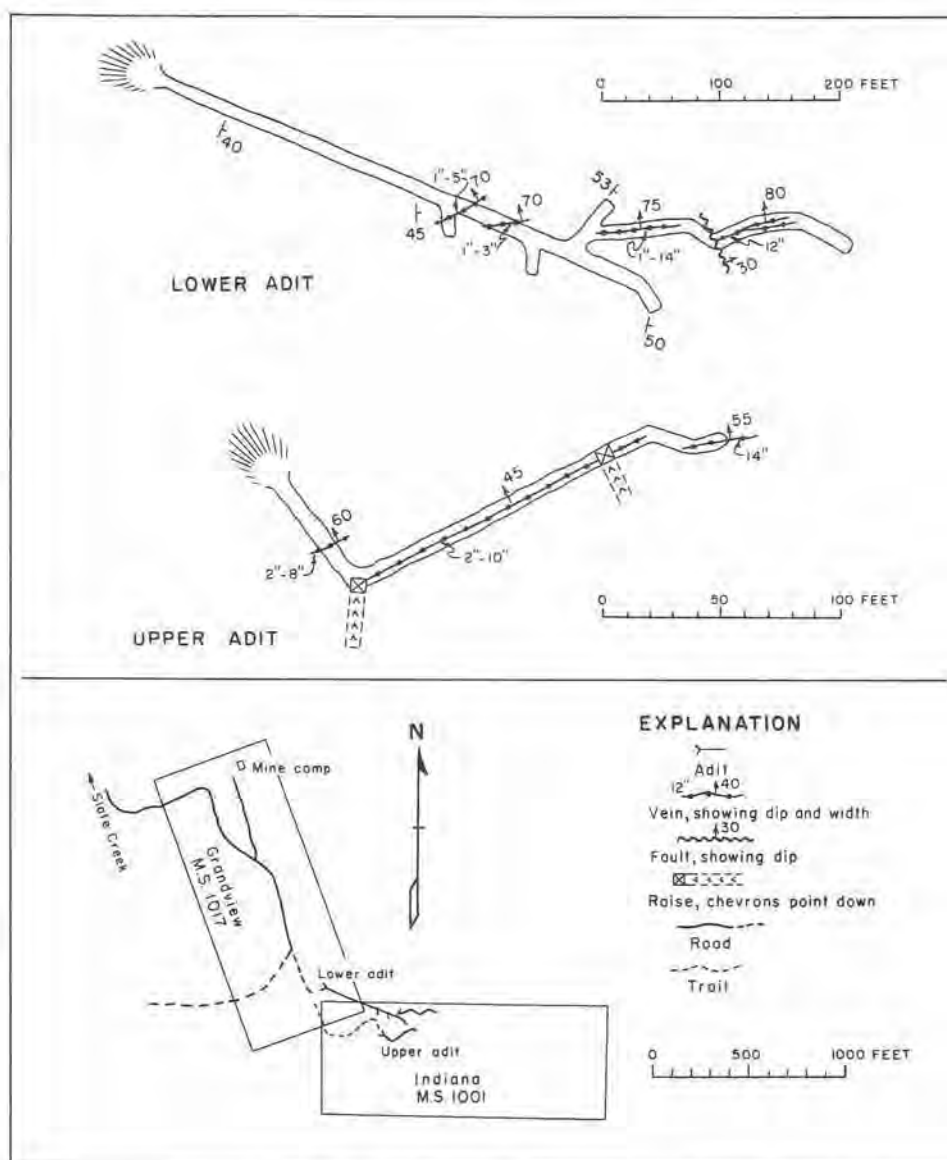 0 100 200 FEET
40
1"-5"
70
70
45
1"-3"
53
75
80
1"-14"
12"
30
50
LOWER ADIT
55
14"
45
60
2"-10"
2"-8"
0 50 100 FEET
UPPER ADIT
N
Mine camp
Slate Creek
Grandview
M.S. 1017
Lower adit
Upper adit
Indiana
M.S. 1001
EXPLANATION
Adit
12" 40
Vein, showing dip and width
30
Fault, showing dip
Raise, chevrons point down
Road
Trail
0 500 1000 FEET